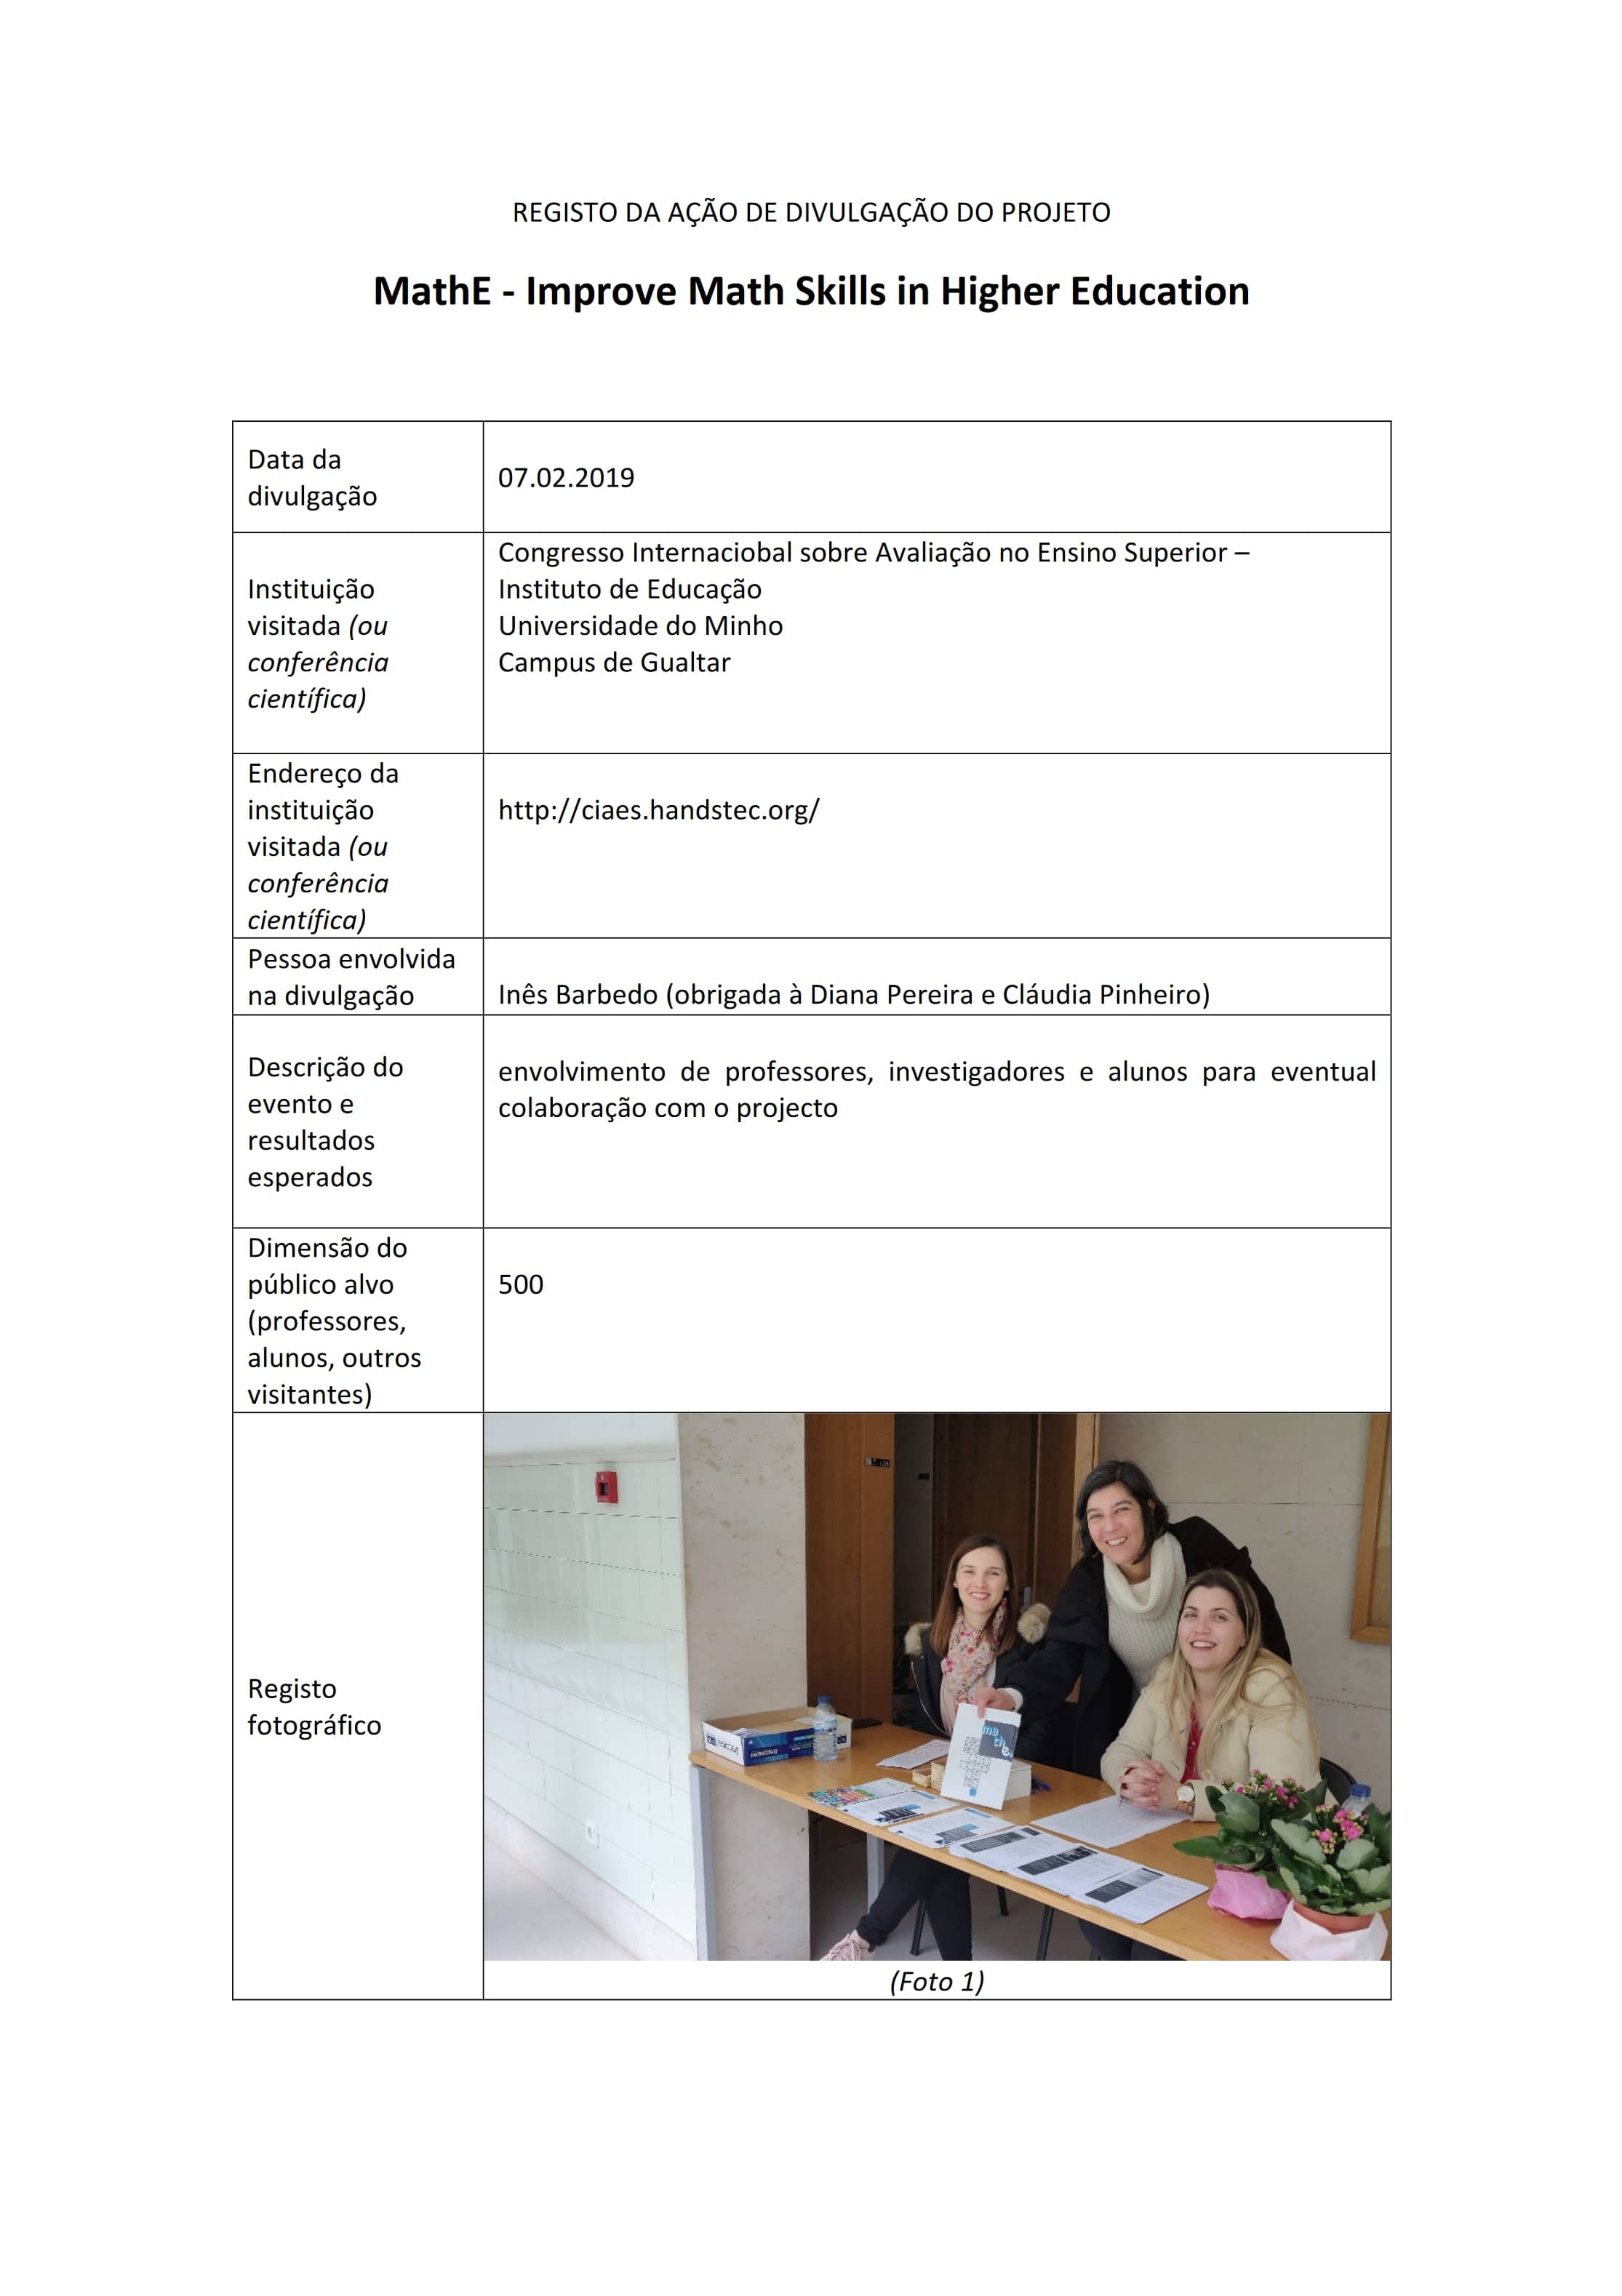 REGISTO DA AÇÃO DE DIVULGAÇÃO DO PROJETO
MathE - Improve Math Skills in Higher Education
Data da
divulgação
07.02.2019
Instituição
visitada (ou
conferência
científica)
Congresso Internaciobal sobre Avaliação no Ensino Superior –
Instituto de Educação
Universidade do Minho
Campus de Gualtar
Endereço da
instituição
visitada (ou
conferência
científica)
http://ciaes.handstec.org/
Pessoa envolvida
na divulgação
Inês Barbedo (obrigada à Diana Pereira e Cláudia Pinheiro)
Descrição do
evento e
resultados
esperados
envolvimento de professores, investigadores e alunos para eventual
colaboração com o projecto
Dimensão do
público alvo
(professores,
alunos, outros
visitantes)
500
Registo
fotográfico
ma
the.
(Foto 1)